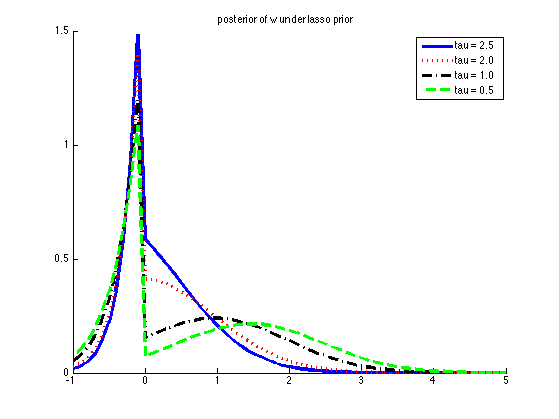 posterior of w under lasso prior
1.5
1
0.5
0
-1
0
1
2
3
4
5
tau = 2.5
tau = 2.0
tau = 1.0
tau = 0.5